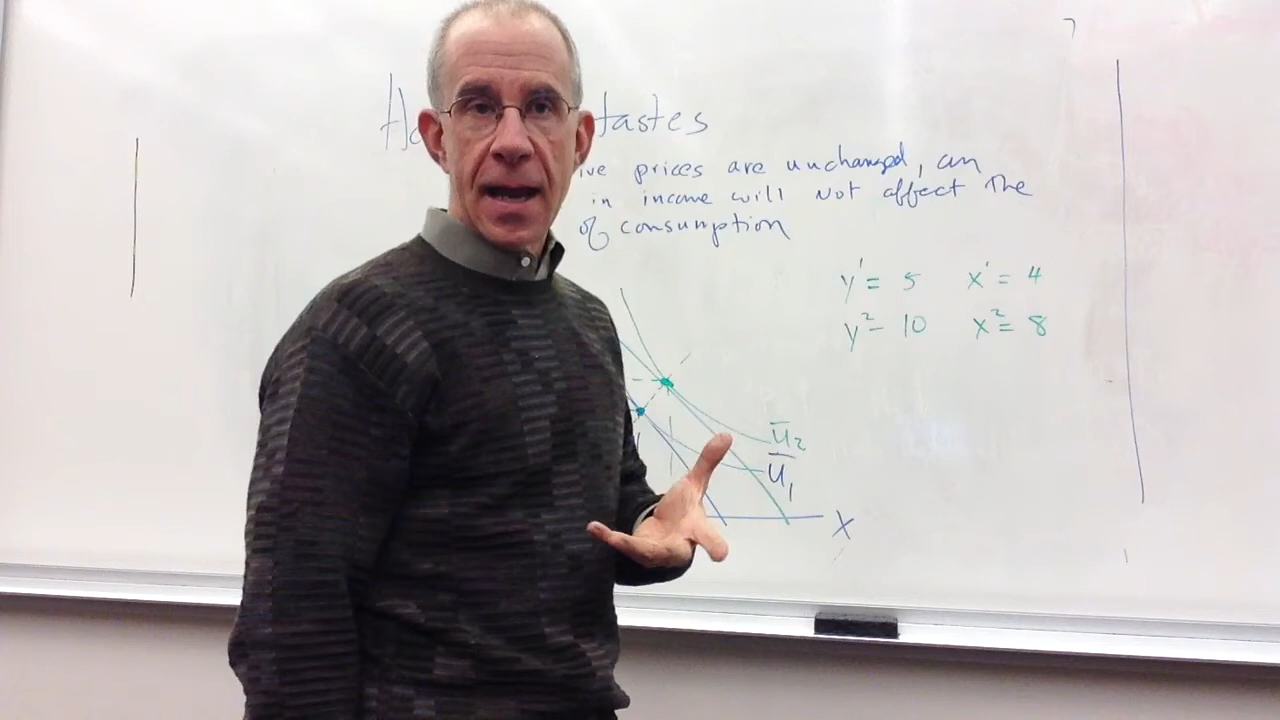 tastes
ive prices are unchanged, an
in income will not affect the
of consumption
y' = 5 x' = 4
y² = 10 x² = 8
ū₂
ū₁
X